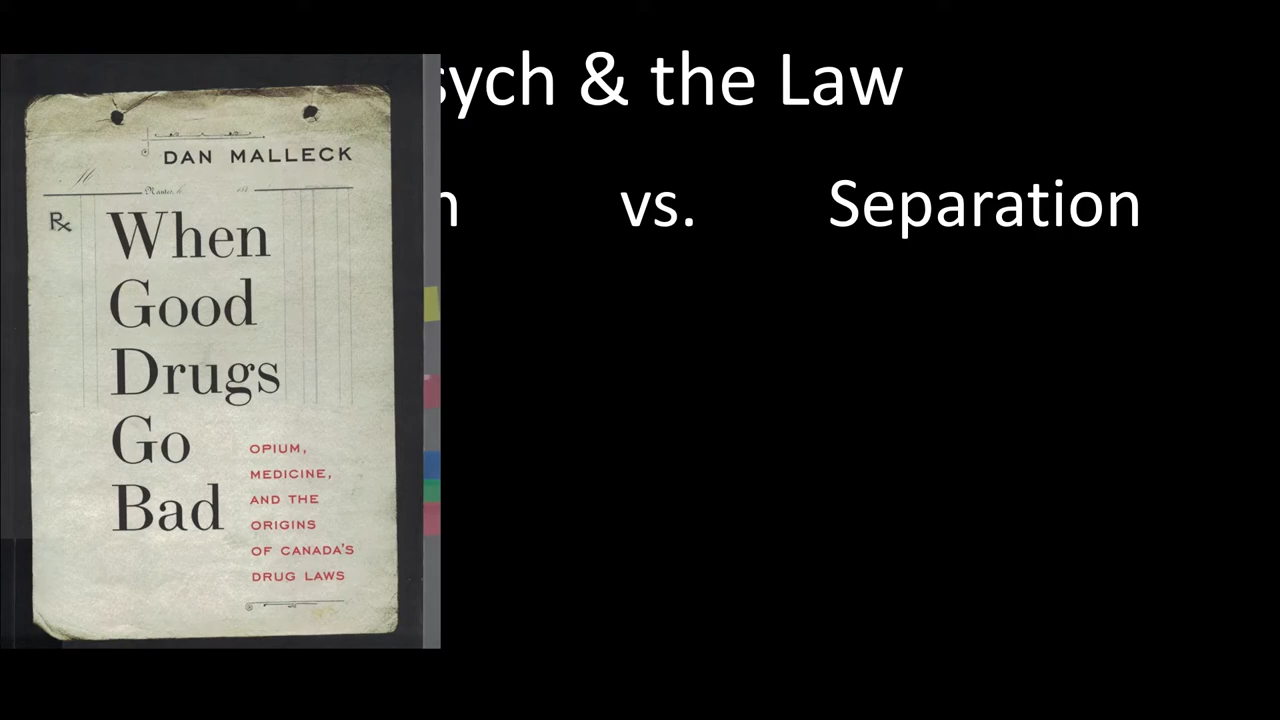 sych & the Law
n vs. Separation
DAN MALLECK
Rx
When
Good
Drugs
Go
Bad
OPIUM,
MEDICINE,
AND THE
ORIGINS
OF CANADA'S
DRUG LAWS